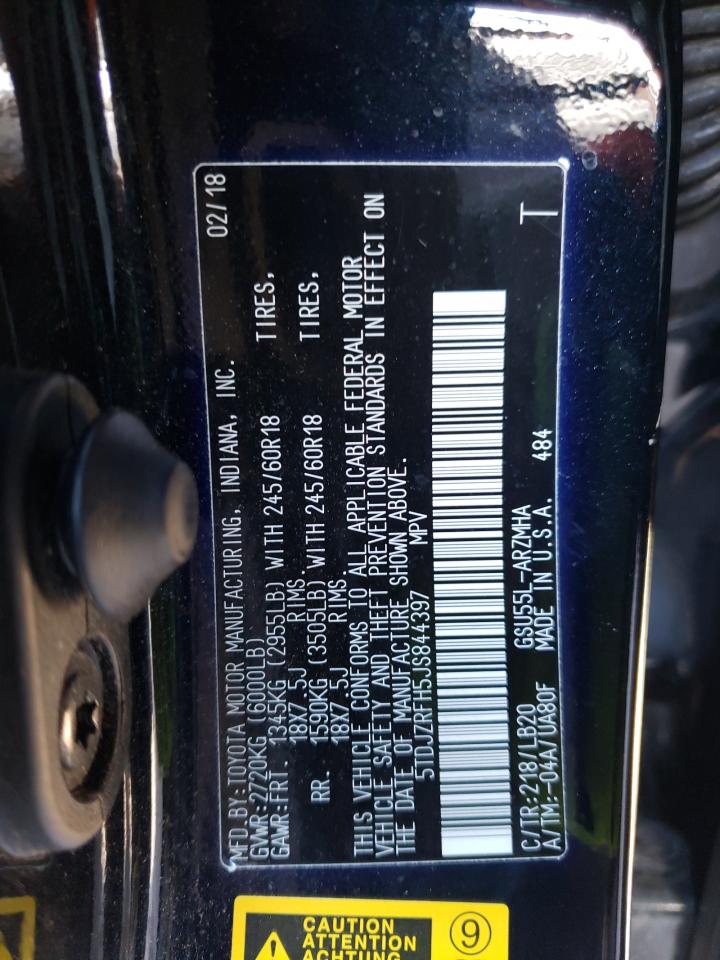 MFD BY:TOYOTA MOTOR MANUFACTURING, INDIANA, INC. 02/18
GVWR:2720KG (6000LB)
GAWR:FRT. 1345KG (2955LB) WITH 245/60R18 TIRES,
18X7.5J RIMS
RR. 1590KG (3505LB) WITH 245/60R18 TIRES,
18X7.5J RIMS.
THIS VEHICLE CONFORMS TO ALL APPLICABLE FEDERAL MOTOR
VEHICLE SAFETY AND THEFT PREVENTION STANDARDS IN EFFECT ON
THE DATE OF MANUFACTURE SHOWN ABOVE.
5TDJZRFH5JS844397 MPV
C/TR:218/LB20 GSU55L-ARZMHA T
A/TM:-04A/UA80F MADE IN U.S.A. 484
CAUTION
ATTENTION
ACHTUNG
9